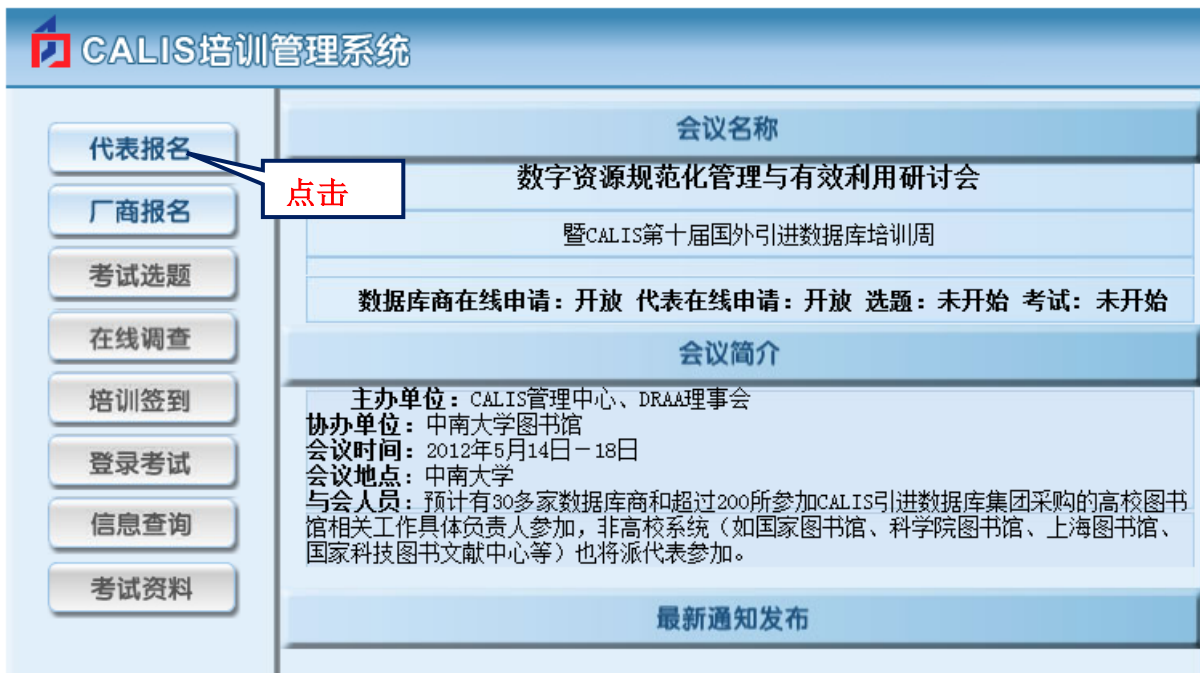 CALIS培训管理系统
代表报名
点击
厂商报名
考试选题
在线调查
培训签到
登录考试
信息查询
考试资料
会议名称
数字资源规范化管理与有效利用研讨会
暨CALIS第十届国外引进数据库培训周
数据库商在线申请：开放 代表在线申请：开放 选题：未开始 考试：未开始
会议简介
主办单位：CALIS管理中心、DRAA理事会
协办单位：中南大学图书馆
会议时间：2012年5月14日－18日
会议地点：中南大学
与会人员：预计有30多家数据库商和超过200所参加CALIS引进数据库集团采购的高校图书
馆相关工作具体负责人参加，非高校系统（如国家图书馆、科学院图书馆、上海图书馆、
国家科技图书文献中心等）也将派代表参加。
最新通知发布